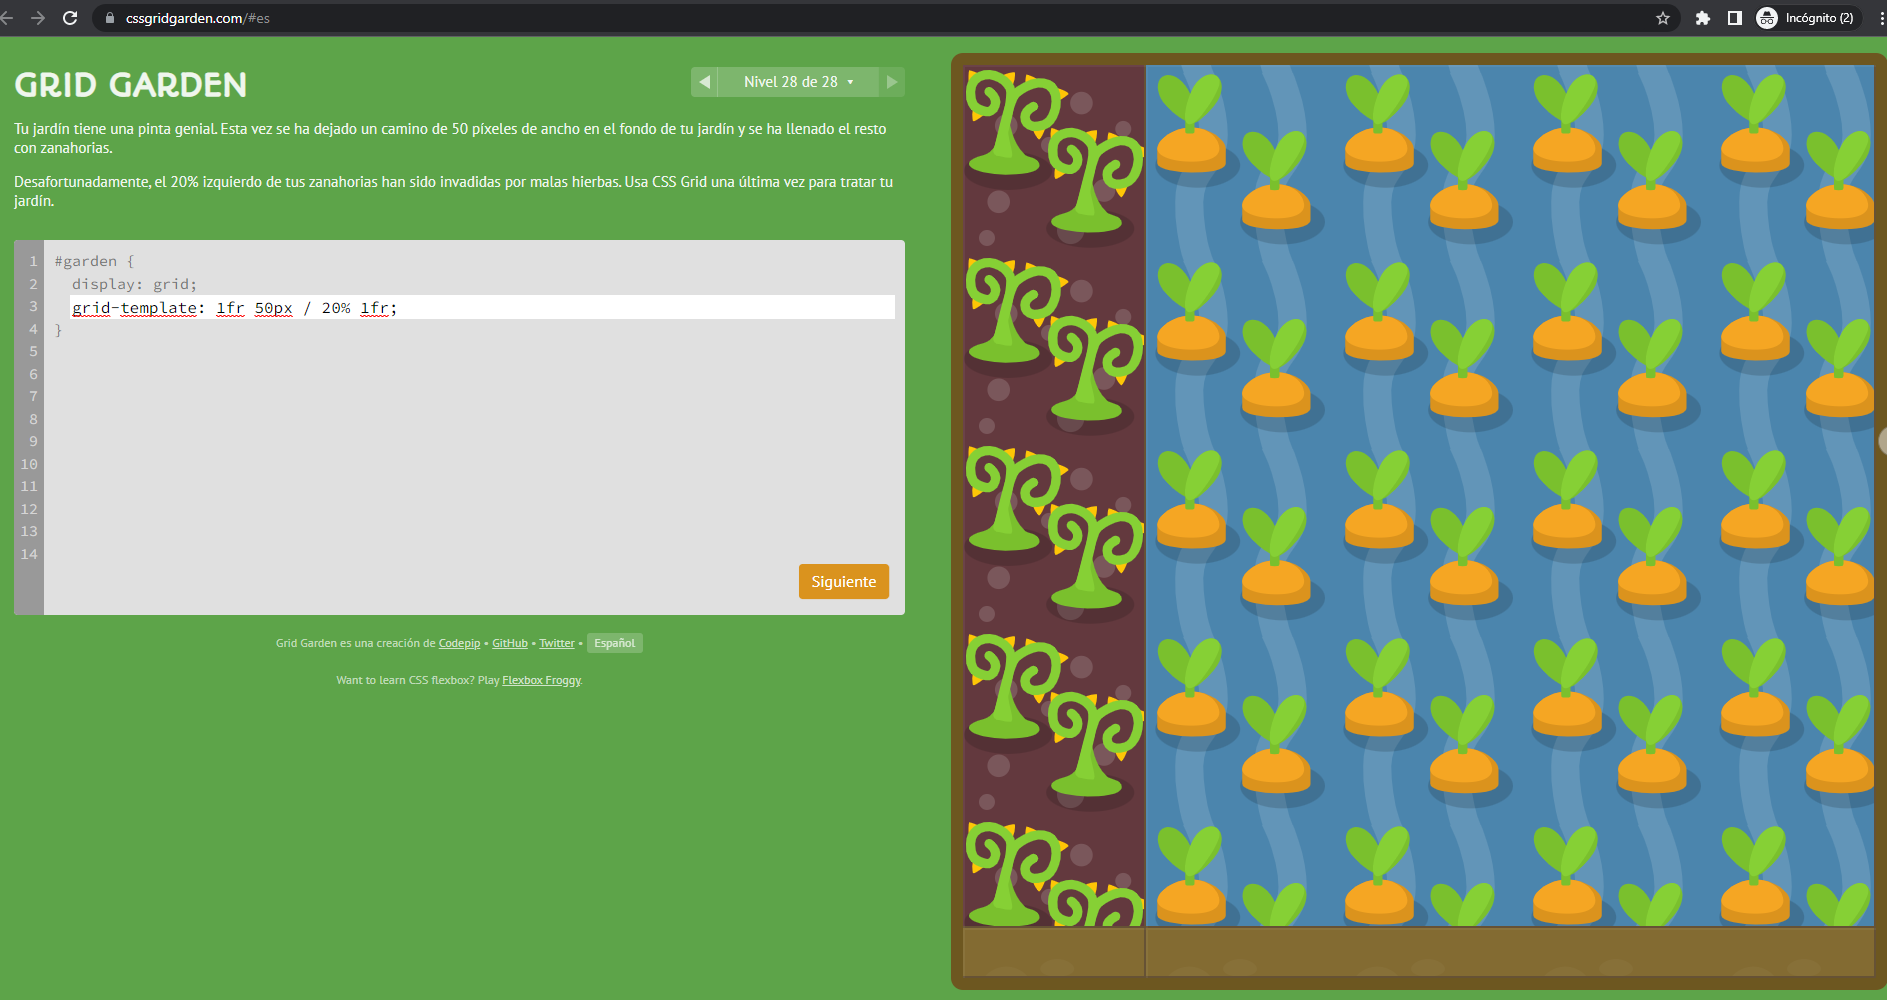 cssgridgarden.com/#es
Incógnito (2)
GRID GARDEN
Nivel 28 de 28
Tu jardín tiene una pinta genial. Esta vez se ha dejado un camino de 50 píxeles de ancho en el fondo de tu jardín y se ha llenado el resto
con zanahorias.
Desafortunadamente, el 20% izquierdo de tus zanahorias han sido invadidas por malas hierbas. Usa CSS Grid una última vez para tratar tu
jardín.
1 #garden {
2 display: grid;
3 grid-template: 1fr 50px / 20% 1fr;
4 }
5
6
7
8
9
10
11
12
13
14
Siguiente
Grid Garden es una creación de Codepip • GitHub • Twitter • Español
Want to learn CSS flexbox? Play Flexbox Froggy.